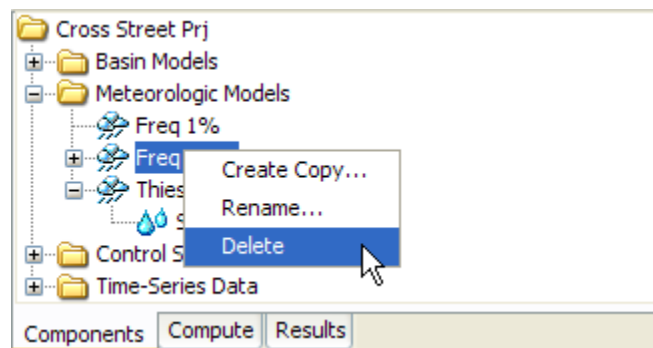 Cross Street Prj
Basin Models
Meteorologic Models
Freq 1%
Freq
Create Copy...
Thies
Rename...
S
Delete
Control S
Time-Series Data
Components Compute Results